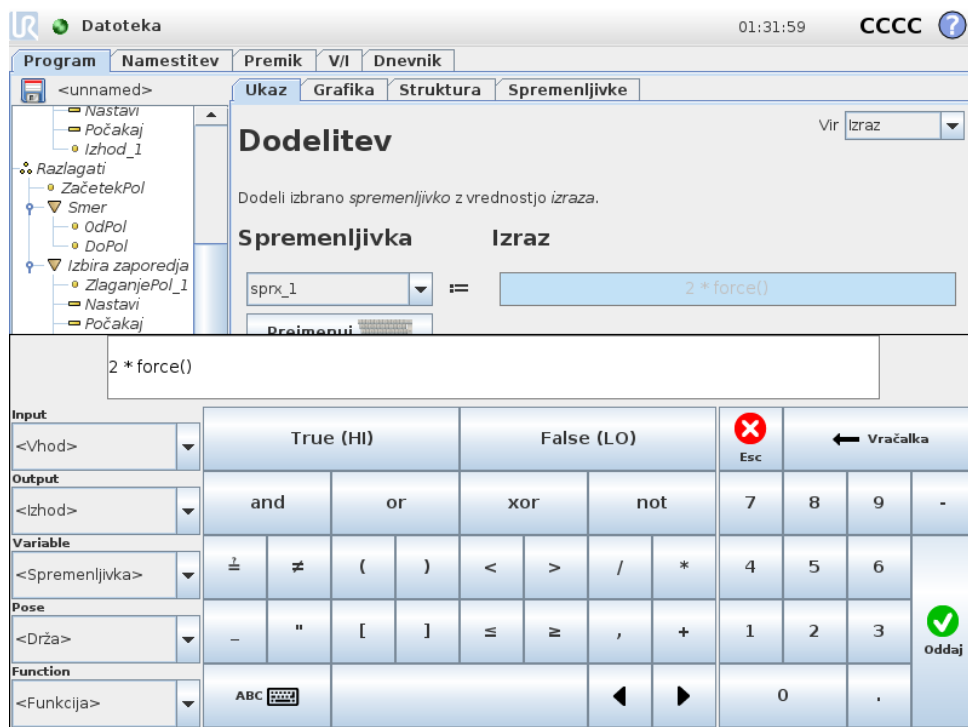 UR Datoteka 01:31:59 CCCC ?
Program Namestitev Premik V/I Dnevnik
<unnamed> Ukaz Grafika Struktura Spremenljivke
Nastavi
Počakaj
Izhod_1
Razlagati
ZačetekPol
Smer
OdPol
DoPol
Izbira zaporedja
ZlaganjePol_1
Nastavi
Počakaj
Dodelitev
Vir Izraz
Dodeli izbrano spremenljivko z vrednostjo izraza.
Spremenljivka Izraz
sprx_1 := 2 * force()
Preimenuj
2 * force()
Input
<Vhod>
Output
<Izhod>
Variable
<Spremenljivka>
Pose
<Drža>
Function
<Funkcija>
True (HI) False (LO) Esc Vračalka
and or xor not 7 8 9 -
≟ ≠ ( ) < > / * 4 5 6
_ " [ ] ≤ ≥ , + 1 2 3 Oddaj
ABC 0 .